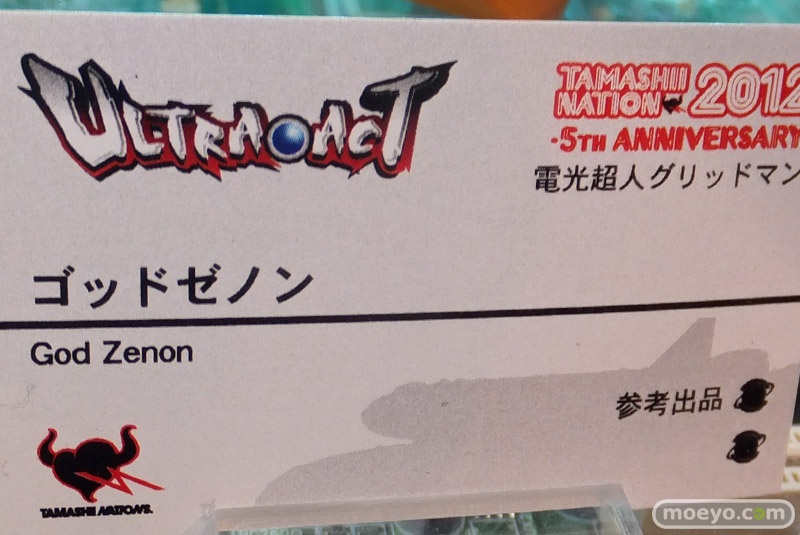 ULTRA-ACT
TAMASHII
NATION 2012
-5TH ANNIVERSARY
電光超人グリッドマン
ゴッドゼノン
God Zenon
参考出品
TAMASHII NATIONS.
moeyo.com